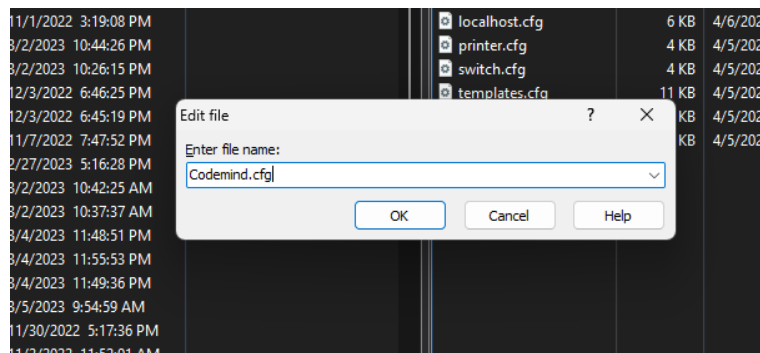 11/1/2022 3:19:08 PM
3/2/2023 10:44:26 PM
3/2/2023 10:26:15 PM
12/3/2022 6:46:25 PM
12/3/2022 6:45:19 PM
11/7/2022 7:47:52 PM
2/27/2023 5:16:28 PM
3/2/2023 10:42:25 AM
3/2/2023 10:37:37 AM
3/4/2023 11:48:51 PM
3/4/2023 11:55:53 PM
3/4/2023 11:49:36 PM
3/5/2023 9:54:59 AM
11/30/2022 5:17:36 PM
11/2/2022 11:52:01 AM
localhost.cfg 6 KB 4/6/202
printer.cfg 4 KB 4/5/202
switch.cfg 4 KB 4/5/202
templates.cfg 11 KB 4/5/202
KB 4/5/202
KB 4/5/202
Edit file ?
Enter file name:
Codemind.cfg
OK Cancel Help